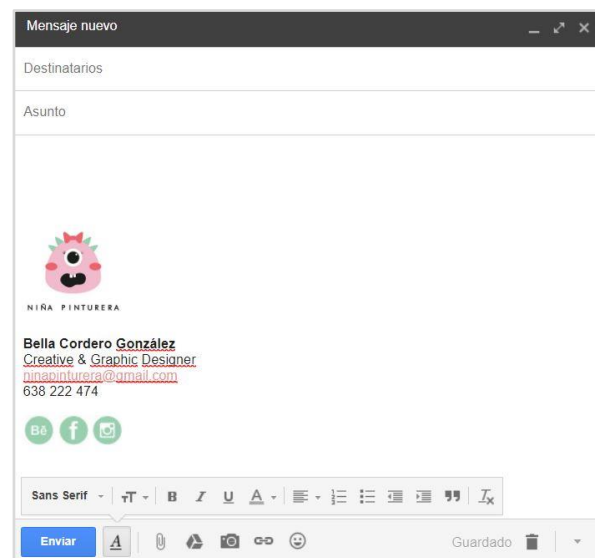 Mensaje nuevo
Destinatarios
Asunto
NIÑA PINTURERA
Bella Cordero González
Creative & Graphic Designer
ninapinturera@gmail.com
638 222 474
Bē f
Sans Serif T B I U A T
Enviar A Guardado